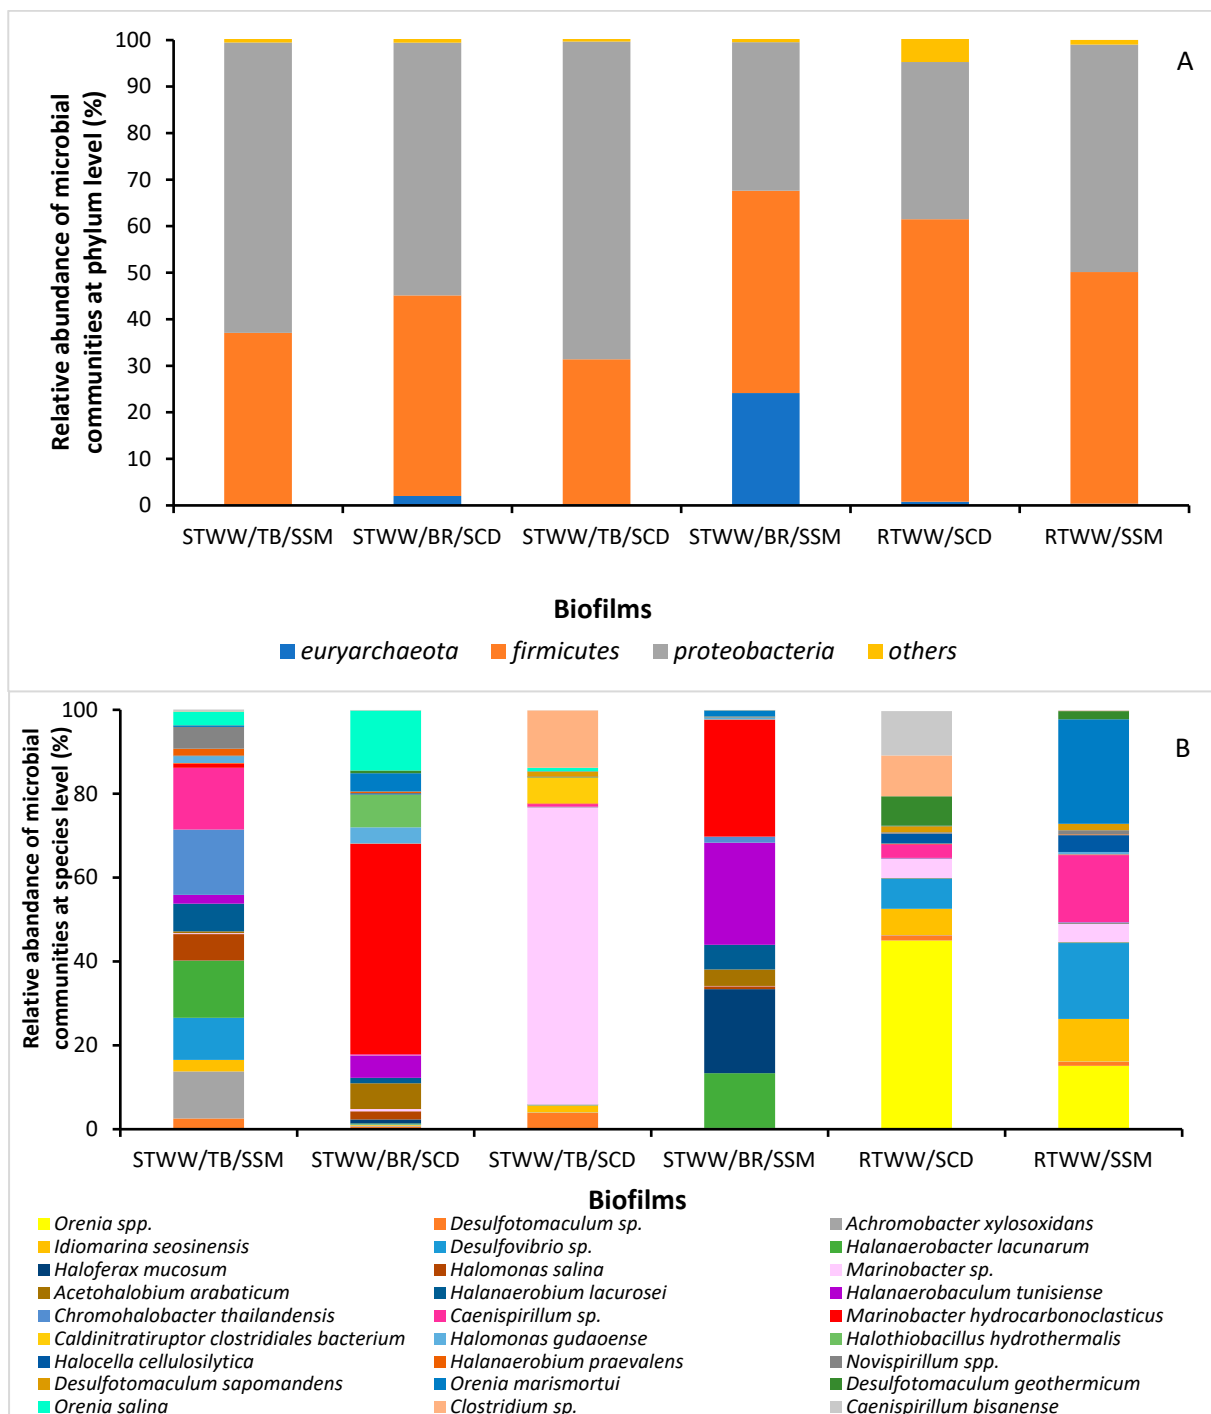 A
Relative abundance of microbial
communities at phylum level (%)
100
90
80
70
60
50
40
30
20
10
0
STWW/TB/SSM STWW/BR/SCD STWW/TB/SCD STWW/BR/SSM RTWW/SCD RTWW/SSM
Biofilms
euryarchaeota firmicutes proteobacteria others
B
Relative abandance of microbial
communities at species level (%)
100
80
60
40
20
0
STWW/TB/SSM STWW/BR/SCD STWW/TB/SCD STWW/BR/SSM RTWW/SCD RTWW/SSM
Biofilms
Orenia spp. Desulfotomaculum sp. Achromobacter xylosoxidans
Idiomarina seosinensis Desulfovibrio sp. Halanaerobacter lacunarum
Haloferax mucosum Halomonas salina Marinobacter sp.
Acetohalobium arabaticum Halanaerobium lacurosei Halanaerobaculum tunisiense
Chromohalobacter thailandensis Caenispirillum sp. Marinobacter hydrocarbonoclasticus
Caldinitratiruptor clostridiales bacterium Halomonas gudaoense Halothiobacillus hydrothermalis
Halocella cellulosilytica Halanaerobium praevalens Novispirillum spp.
Desulfotomaculum sapomandens Orenia marismortui Desulfotomaculum geothermicum
Orenia salina Clostridium sp. Caenispirillum bisanense